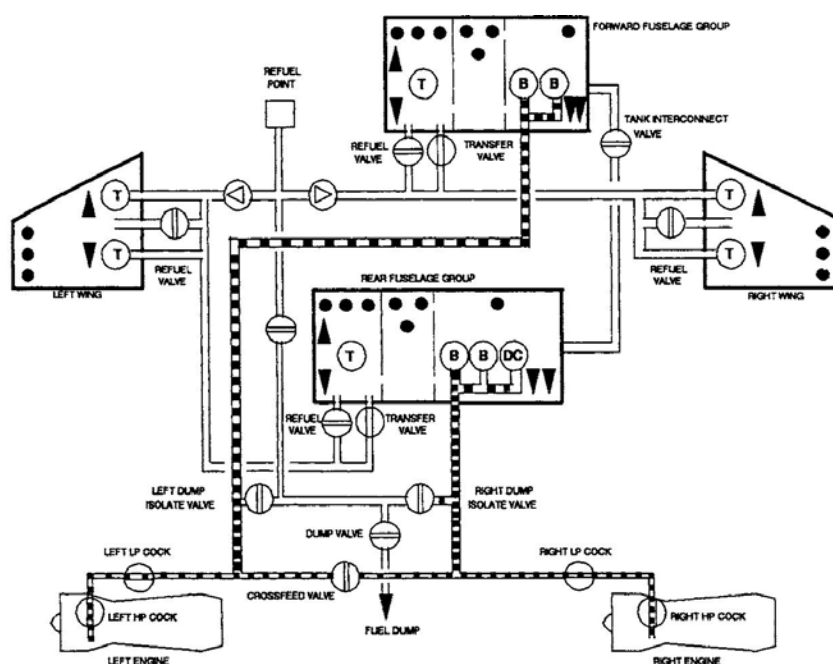 FORWARD FUSELAGE GROUP
REFUEL
POINT
T
B
B
TANK INTERCONNECT
VALVE
REFUEL
VALVE
TRANSFER
VALVE
T
T
T
T
REFUEL
VALVE
LEFT WING
REFUEL
VALVE
RIGHT WING
REAR FUSELAGE GROUP
T
B
B
DC
REFUEL
VALVE
TRANSFER
VALVE
LEFT DUMP
ISOLATE VALVE
RIGHT DUMP
ISOLATE VALVE
DUMP VALVE
LEFT LP COCK
RIGHT LP COCK
CROSSFEED VALVE
LEFT HP COCK
FUEL DUMP
RIGHT HP COCK
LEFT ENGINE
RIGHT ENGINE